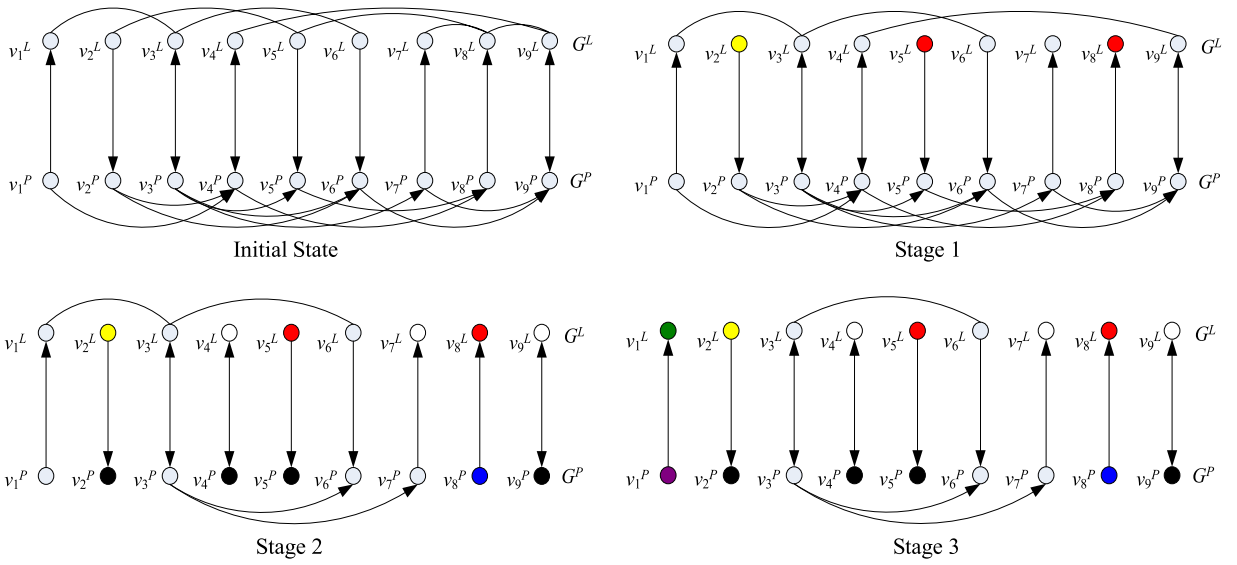 v₁ᴸ v₂ᴸ v₃ᴸ v₄ᴸ v₅ᴸ v₆ᴸ v₇ᴸ v₈ᴸ v₉ᴸ Gᴸ
v₁ᴾ v₂ᴾ v₃ᴾ v₄ᴾ v₅ᴾ v₆ᴾ v₇ᴾ v₈ᴾ v₉ᴾ Gᴾ
Initial State
v₁ᴸ v₂ᴸ v₃ᴸ v₄ᴸ v₅ᴸ v₆ᴸ v₇ᴸ v₈ᴸ v₉ᴸ Gᴸ
v₁ᴾ v₂ᴾ v₃ᴾ v₄ᴾ v₅ᴾ v₆ᴾ v₇ᴾ v₈ᴾ v₉ᴾ Gᴾ
Stage 1
v₁ᴸ v₂ᴸ v₃ᴸ v₄ᴸ v₅ᴸ v₆ᴸ v₇ᴸ v₈ᴸ v₉ᴸ Gᴸ
v₁ᴾ v₂ᴾ v₃ᴾ v₄ᴾ v₅ᴾ v₆ᴾ v₇ᴾ v₈ᴾ v₉ᴾ Gᴾ
Stage 2
v₁ᴸ v₂ᴸ v₃ᴸ v₄ᴸ v₅ᴸ v₆ᴸ v₇ᴸ v₈ᴸ v₉ᴸ Gᴸ
v₁ᴾ v₂ᴾ v₃ᴾ v₄ᴾ v₅ᴾ v₆ᴾ v₇ᴾ v₈ᴾ v₉ᴾ Gᴾ
Stage 3